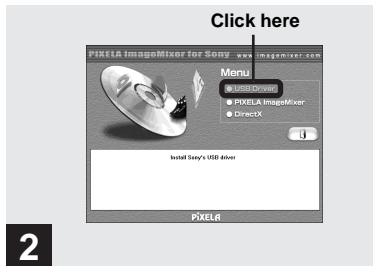 Click here
PIXELA ImageMixer for Sony www.imagemixer.com
Menu
USB Driver
PIXELA ImageMixer
DirectX
Install Sony's USB driver
PIXELA
2